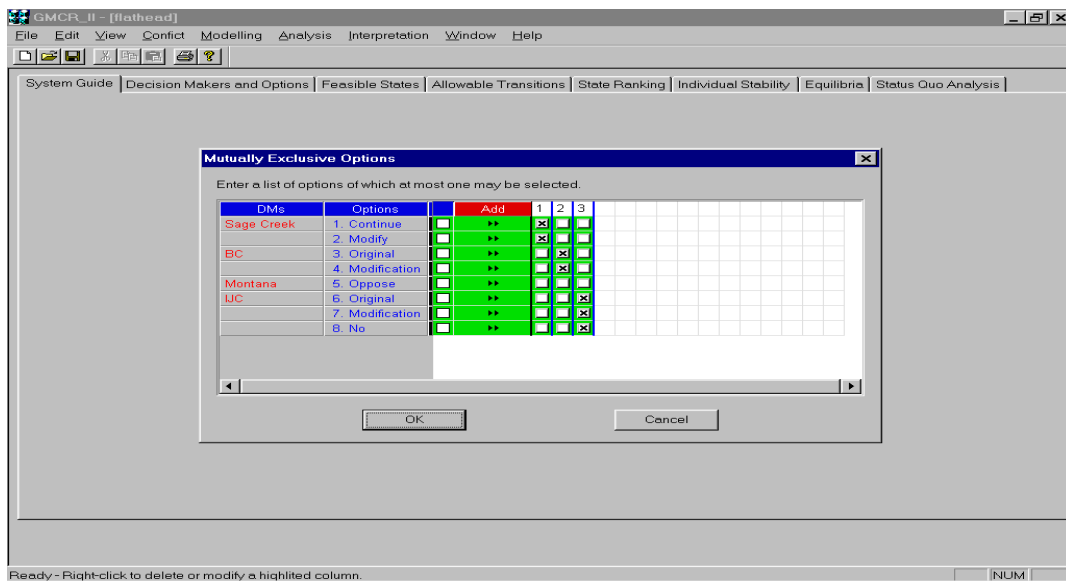 GMCR_II - [flathead]
File Edit View Confict Modelling Analysis Interpretation Window Help
System Guide Decision Makers and Options Feasible States Allowable Transitions State Ranking Individual Stability Equilibria Status Quo Analysis
Mutually Exclusive Options
Enter a list of options of which at most one may be selected.
DMs Options Add 1 2 3
Sage Creek 1. Continue
2. Modify
BC 3. Original
4. Modification
Montana 5. Oppose
IJC 6. Original
7. Modification
8. No
OK Cancel
Ready - Right-click to delete or modify a highlited column. NUM